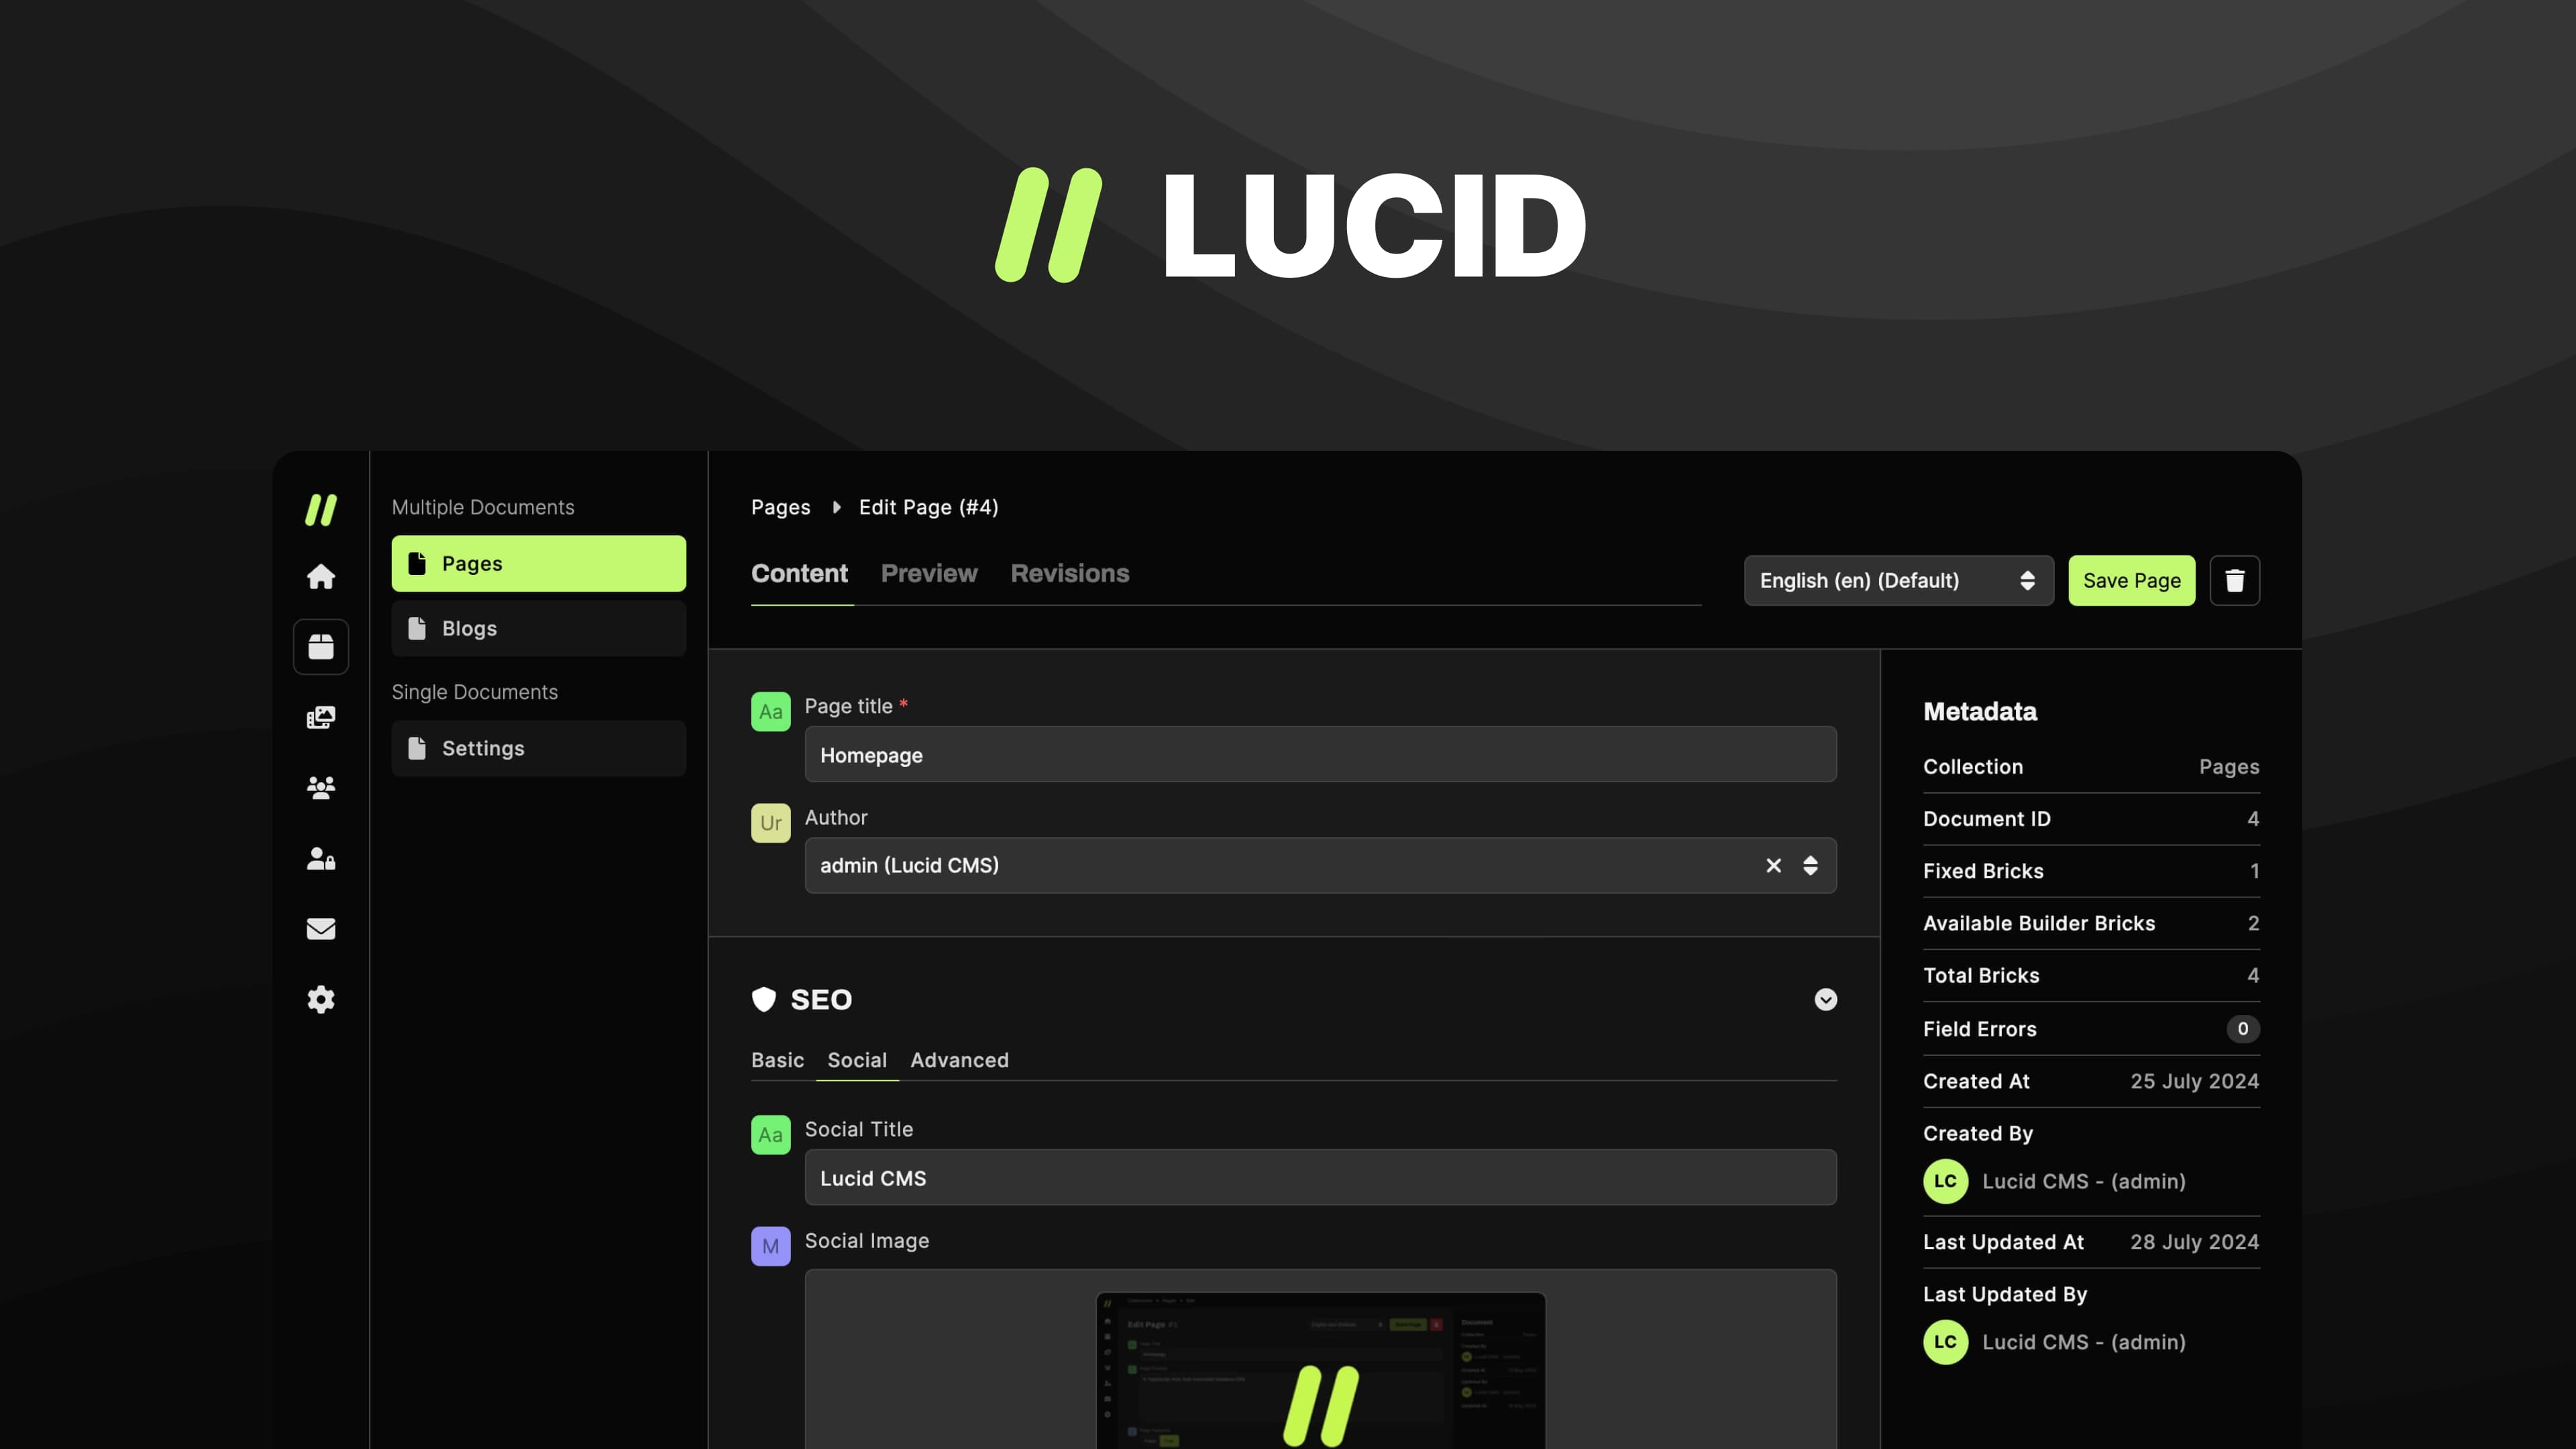 LUCID
Multiple Documents
Pages
Blogs
Single Documents
Settings
Pages Edit Page (#4)
Content Preview Revisions
English (en) (Default)
Save Page
Aa Page title *
Homepage
Ur Author
admin (Lucid CMS)
SEO
Basic Social Advanced
Aa Social Title
Lucid CMS
M Social Image
Edit Page #1
Metadata
Collection Pages
Document ID 4
Fixed Bricks 1
Available Builder Bricks 2
Total Bricks 4
Field Errors 0
Created At 25 July 2024
Created By
LC Lucid CMS - (admin)
Last Updated At 28 July 2024
Last Updated By
LC Lucid CMS - (admin)